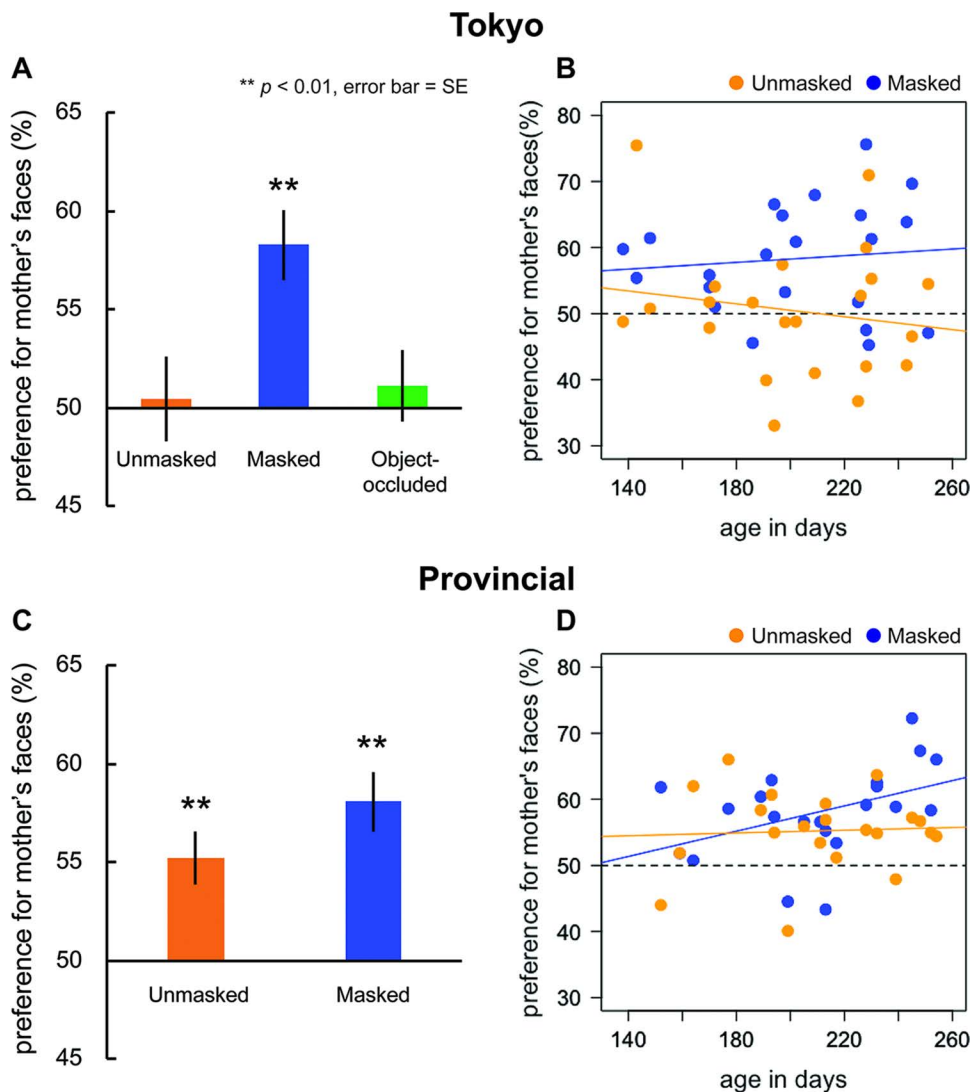 Tokyo
A
** p < 0.01, error bar = SE
preference for mother's faces (%)
65
60
55
50
45
**
Unmasked
Masked
Object-
occluded
B
Unmasked
Masked
preference for mother's faces(%)
80
70
60
50
40
30
140
180
220
260
age in days
Provincial
C
preference for mother's faces (%)
65
60
55
50
45
**
**
Unmasked
Masked
D
Unmasked
Masked
preference for mother's faces (%)
80
70
60
50
40
30
140
180
220
260
age in days